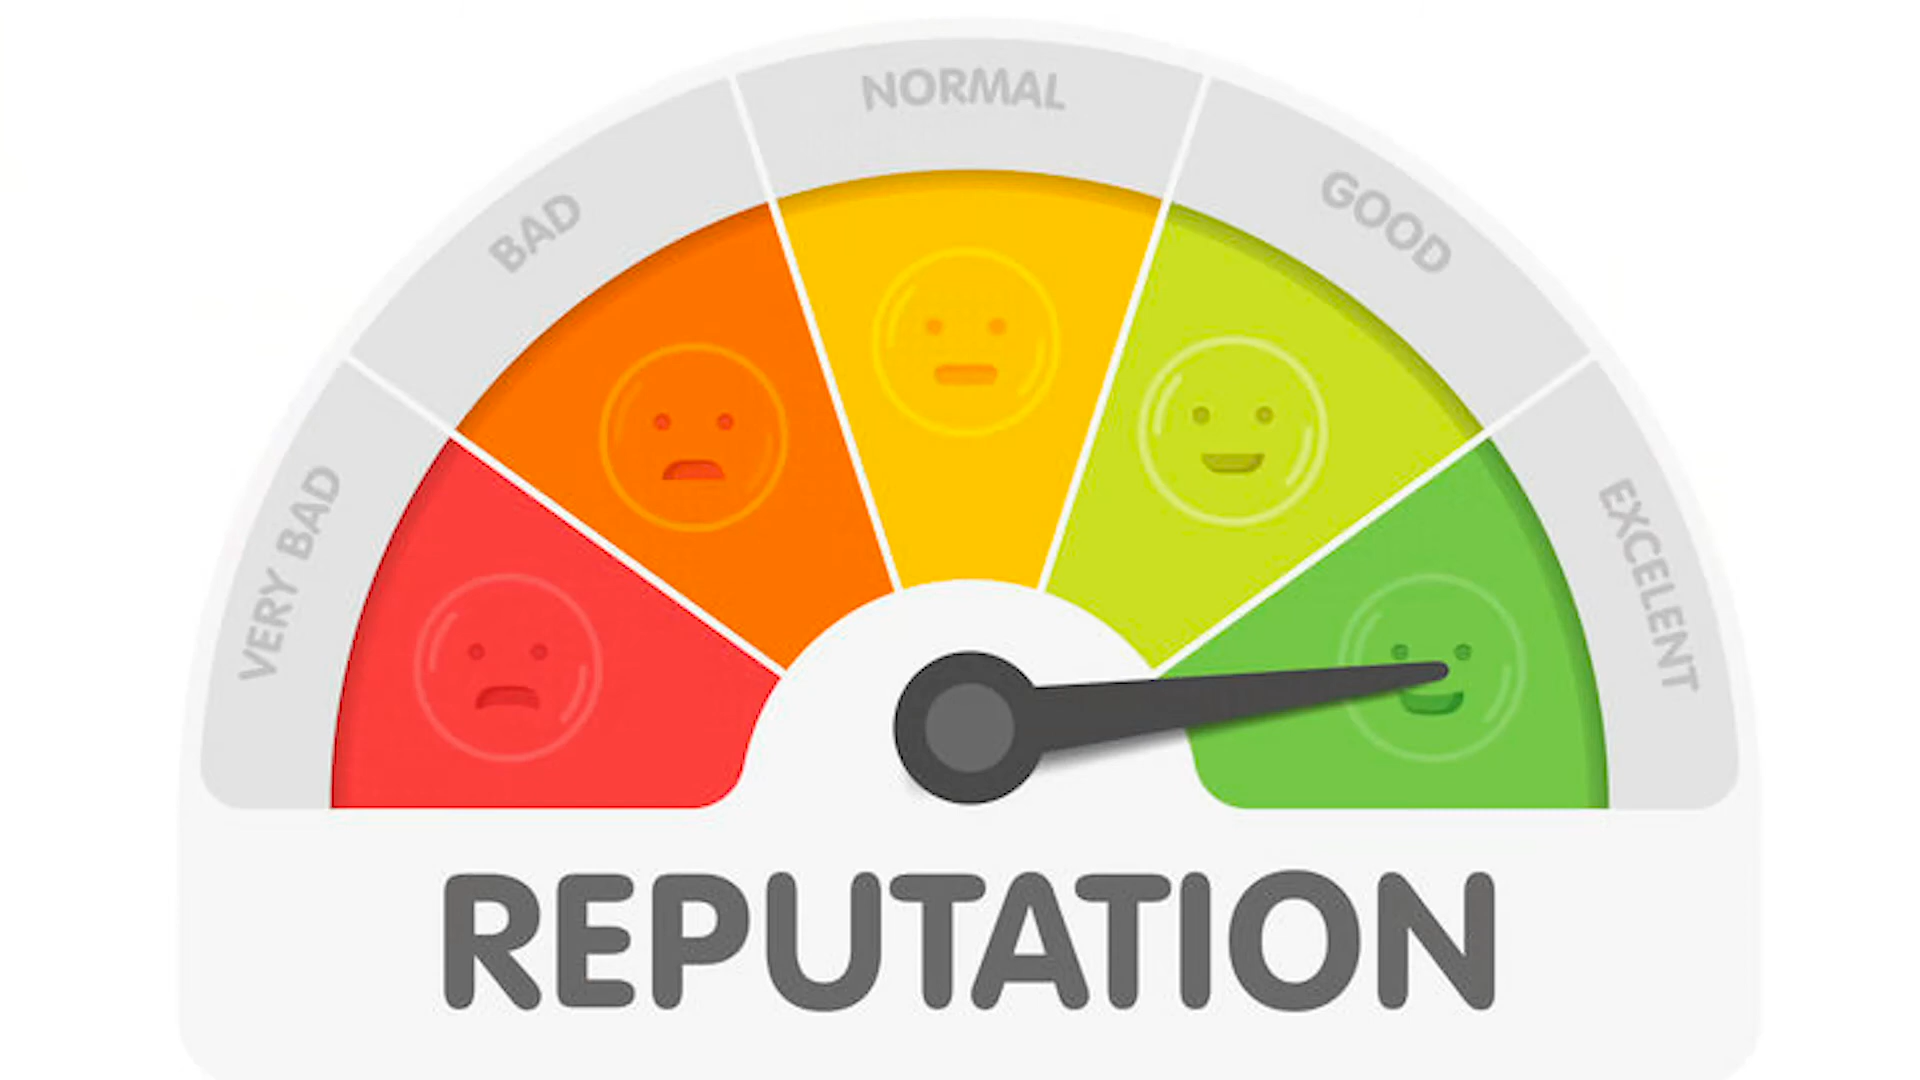 VERY BAD
BAD
NORMAL
GOOD
EXCELENT
REPUTATION